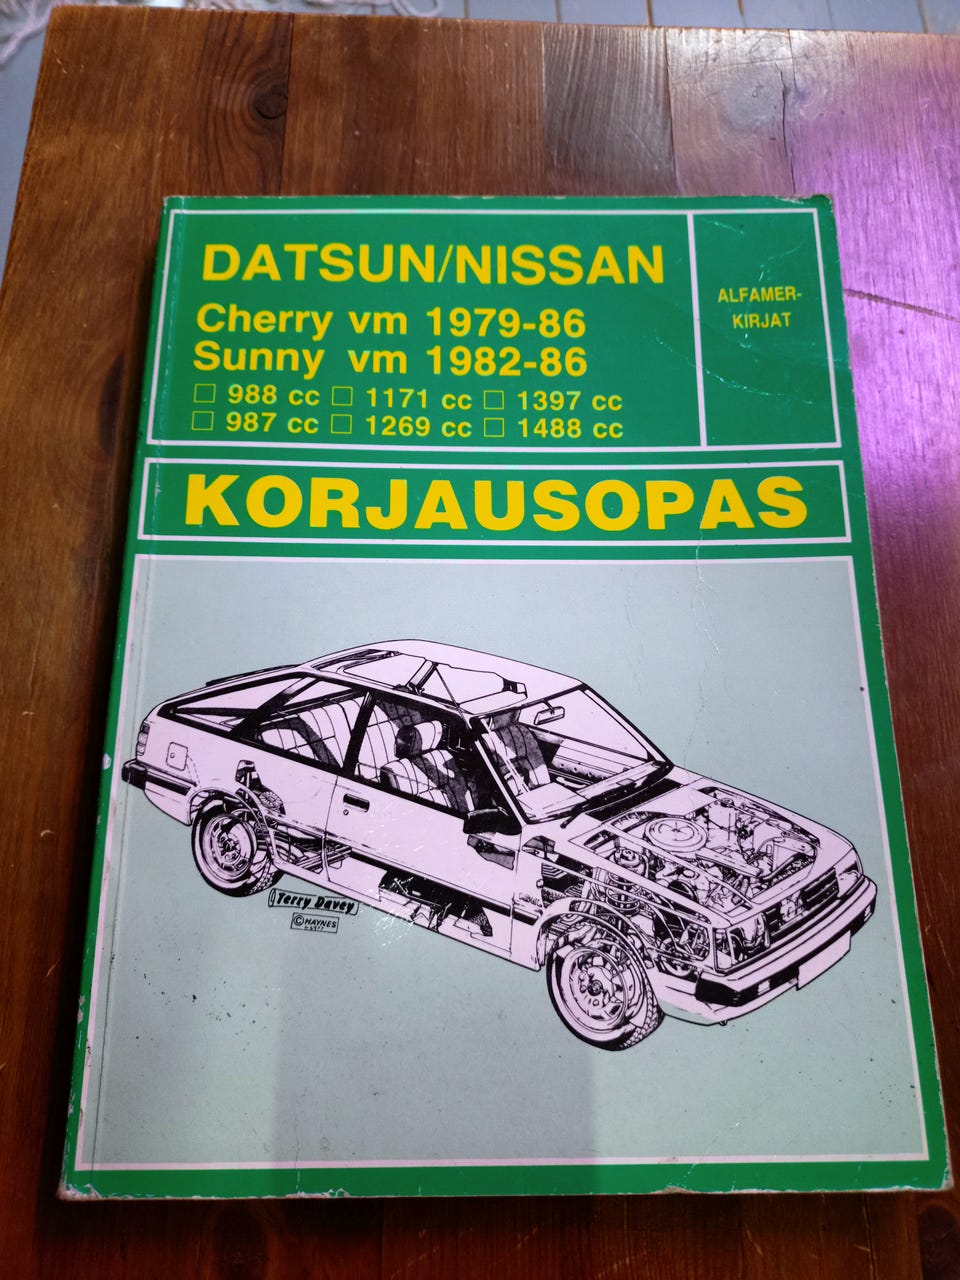 DATSUN/NISSAN
Cherry vm 1979-86
Sunny vm 1982-86
988 cc 1171 cc 1397 cc
987 cc 1269 cc 1488 cc
ALFAMER-
KIRJAT
KORJAUSOPAS
Terry Davey
© HAYNES